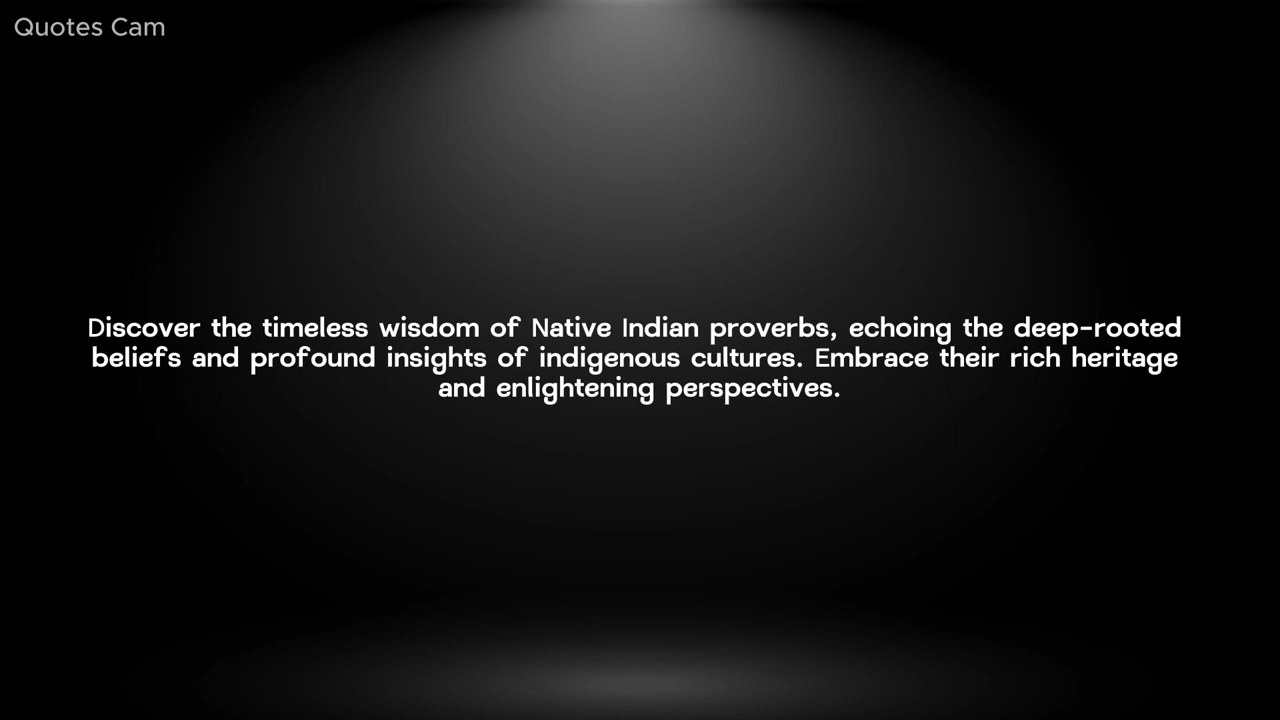 Quotes Cam
Discover the timeless wisdom of Native Indian proverbs, echoing the deep-rooted
beliefs and profound insights of indigenous cultures. Embrace their rich heritage
and enlightening perspectives.